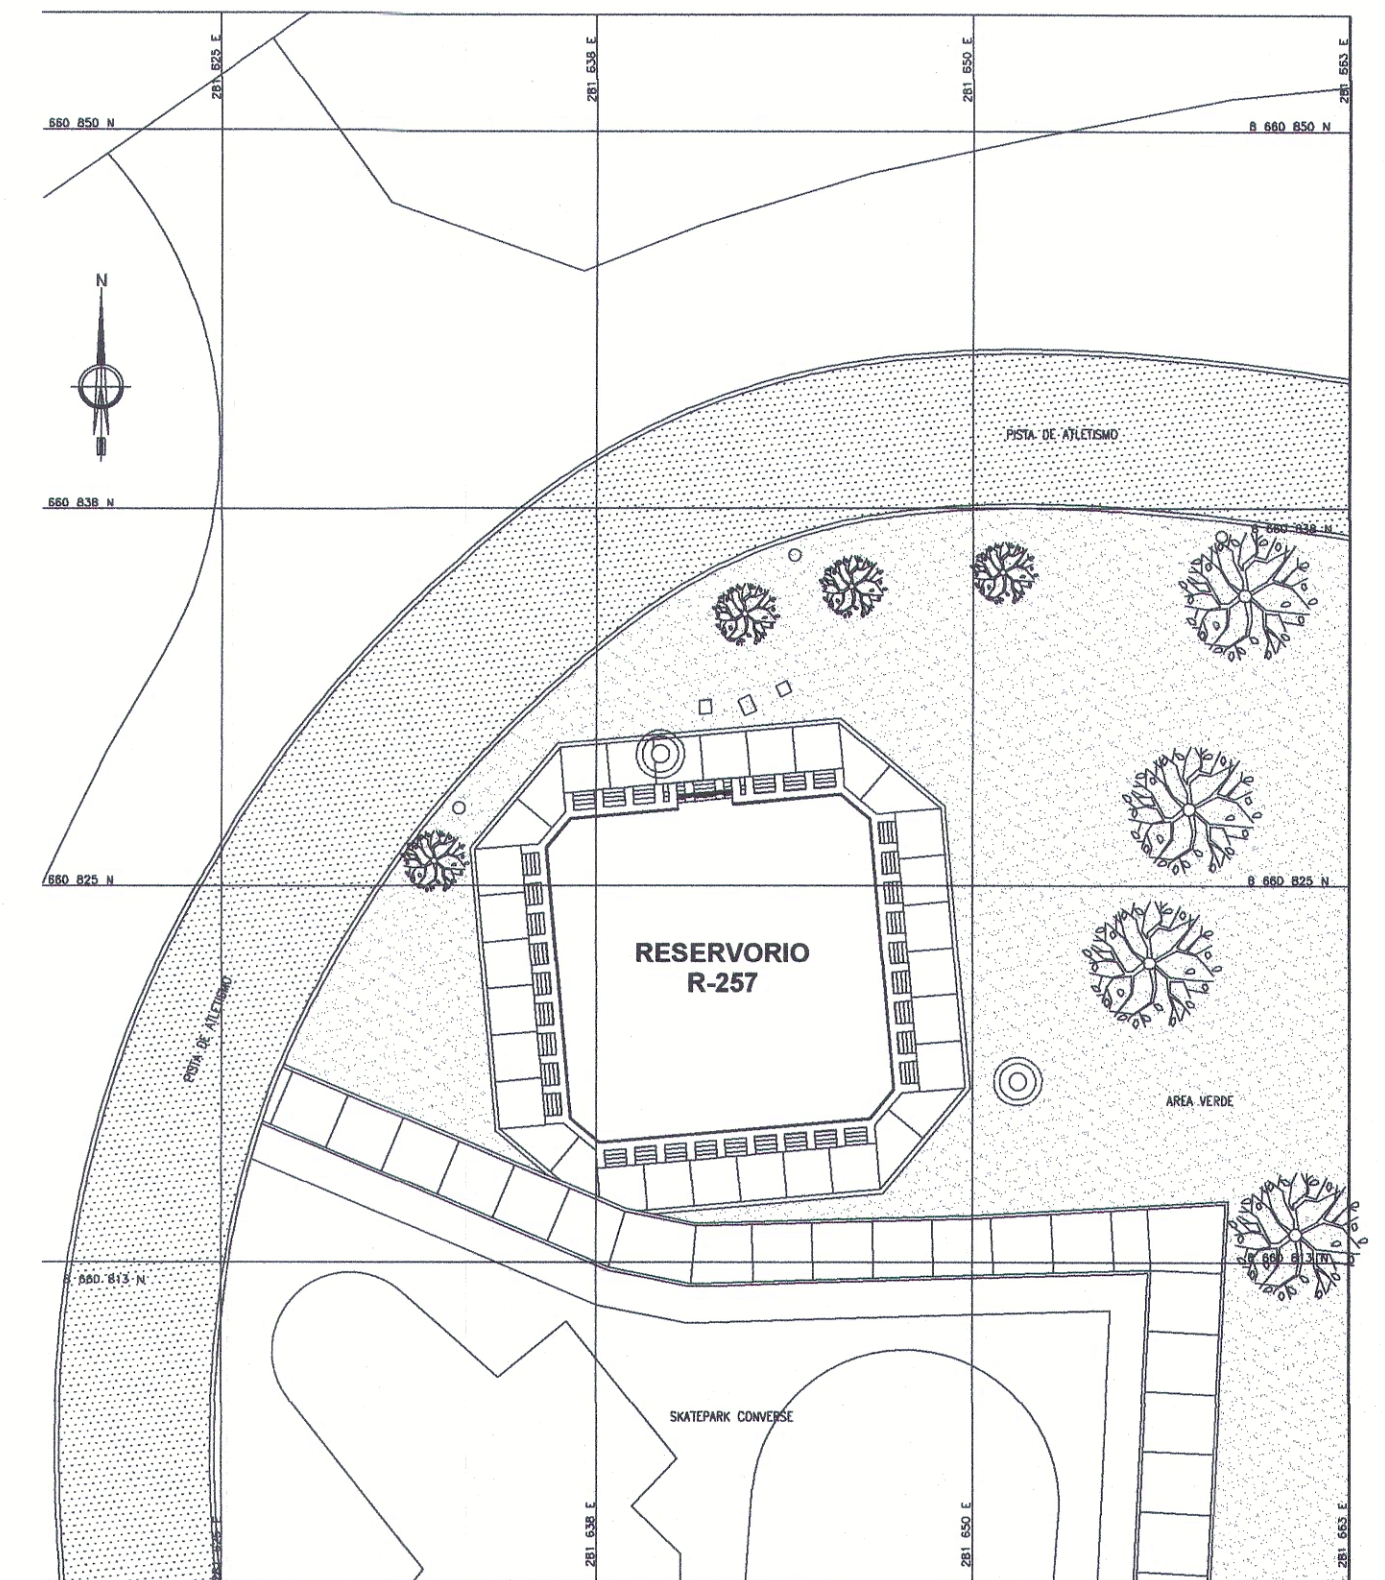 281 625 E
281 638 E
281 650 E
281 663 E
660 850 N
8 660 850 N
N
PISTA DE ATLETISMO
660 838 N
8 660 838 N
660 825 N
8 660 825 N
RESERVORIO
R-257
PISTA DE ATLETISMO
AREA VERDE
8 660 813 N
8 660 813 N
SKATEPARK CONVERSE
281 625 E
281 638 E
281 650 E
281 663 E